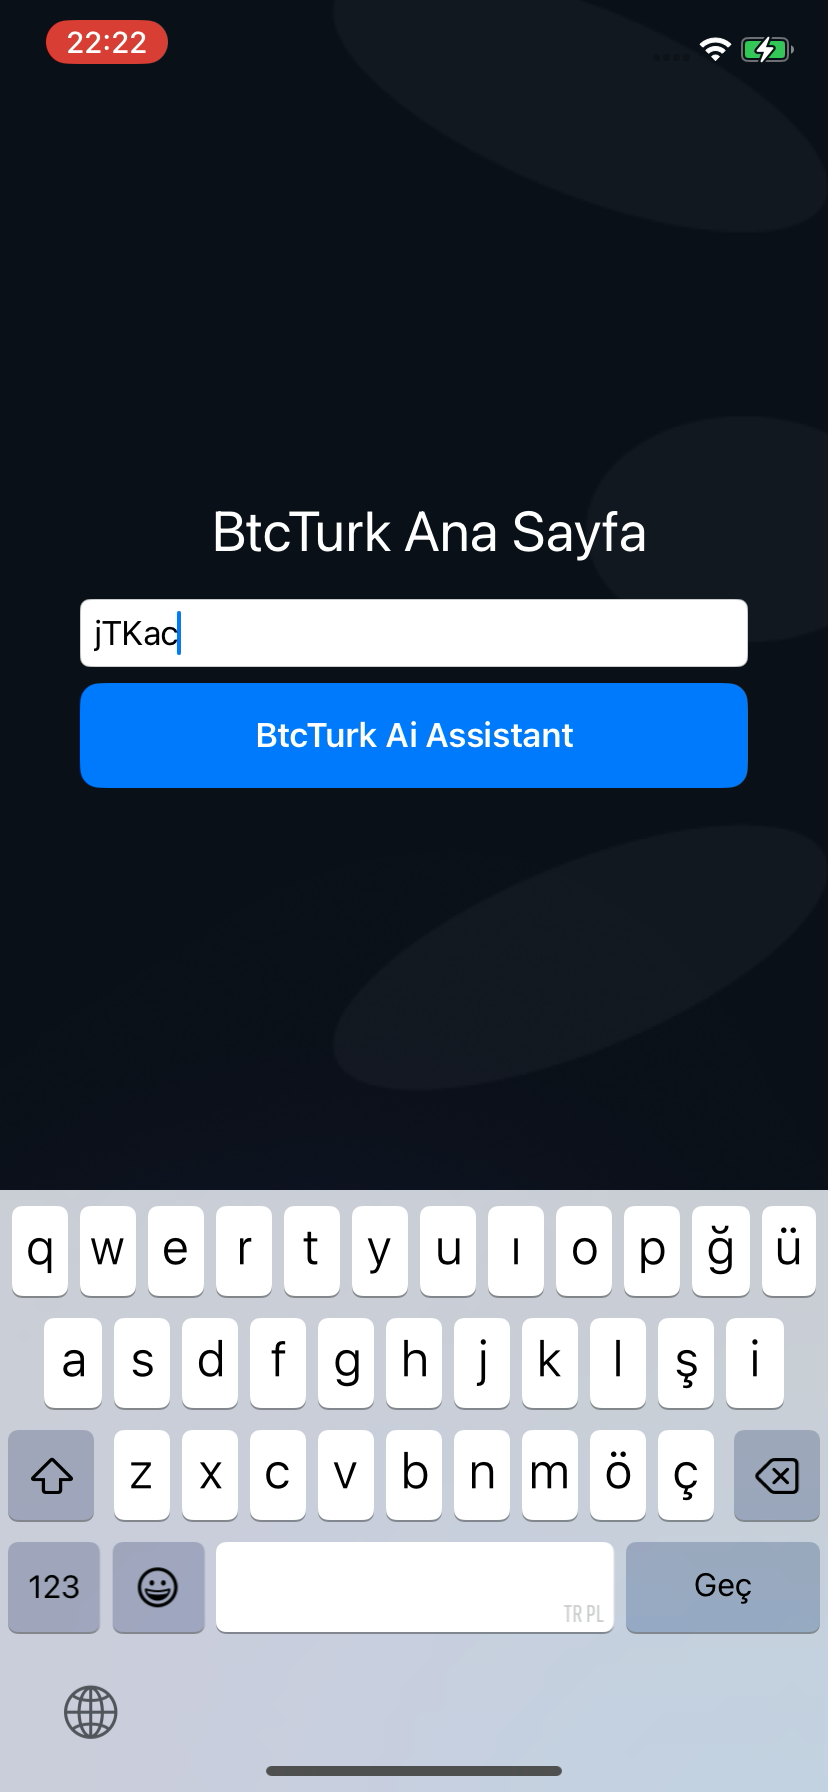 22:22
BtcTurk Ana Sayfa
jTKac
BtcTurk Ai Assistant
q w e r t y u ı o p ğ ü
a s d f g h j k l ş i
z x c v b n m ö ç
123 TR PL Geç